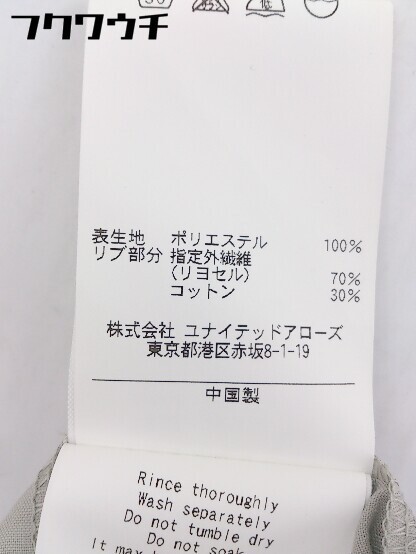 フクワウチ
表生地 ポリエステル 100%
リブ部分 指定外繊維
(リヨセル) 70%
コットン 30%
株式会社 ユナイテッドアローズ
東京都港区赤坂8-1-19
中国製
Rince thoroughly
Wash separately
Do not tumble dry
Do not soak
It may